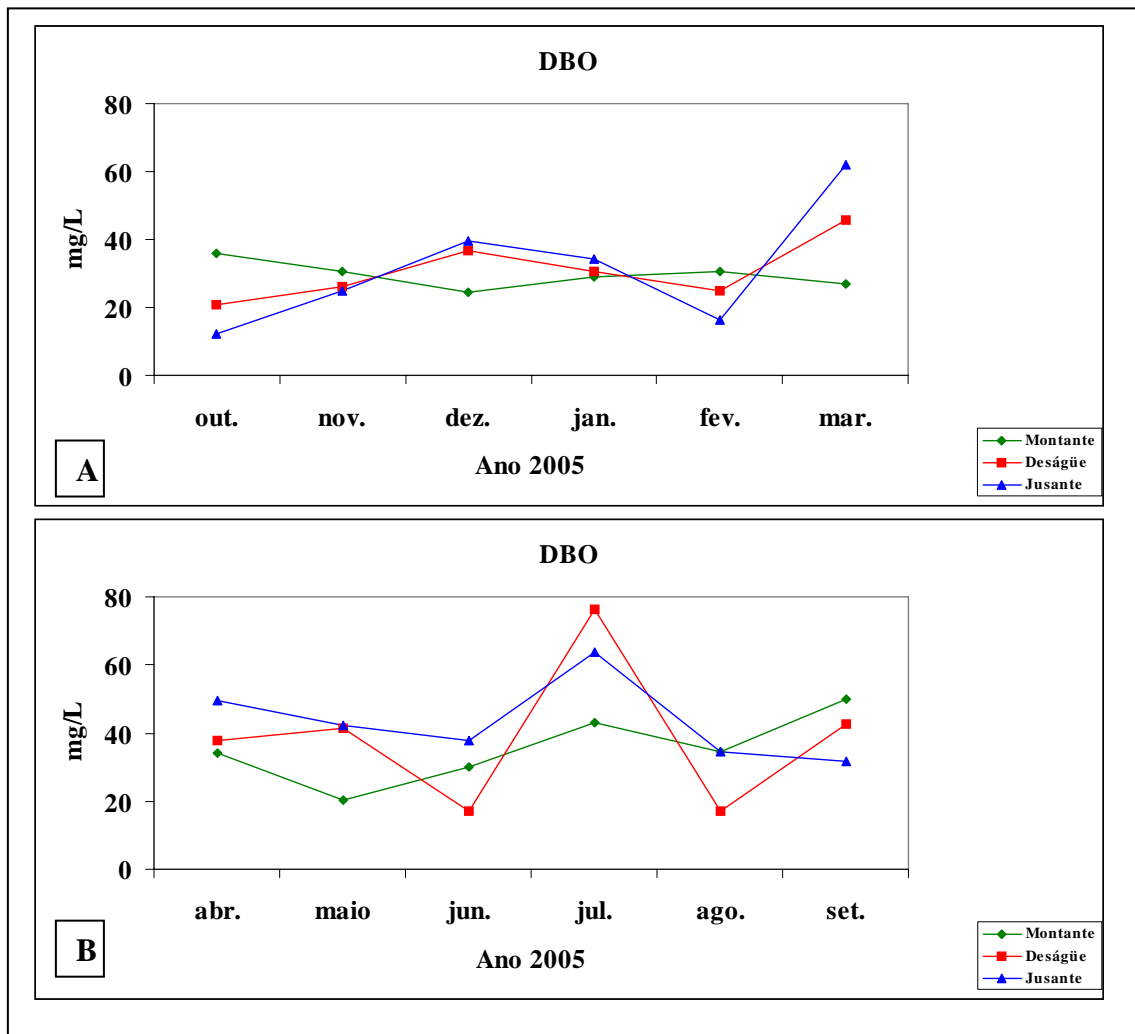 DBO
80
60
40
20
0
mg/L
out. nov. dez. jan. fev. mar.
Ano 2005
A
Montante
Deságüe
Jusante
DBO
80
60
40
20
0
mg/L
abr. maio jun. jul. ago. set.
Ano 2005
B
Montante
Deságüe
Jusante